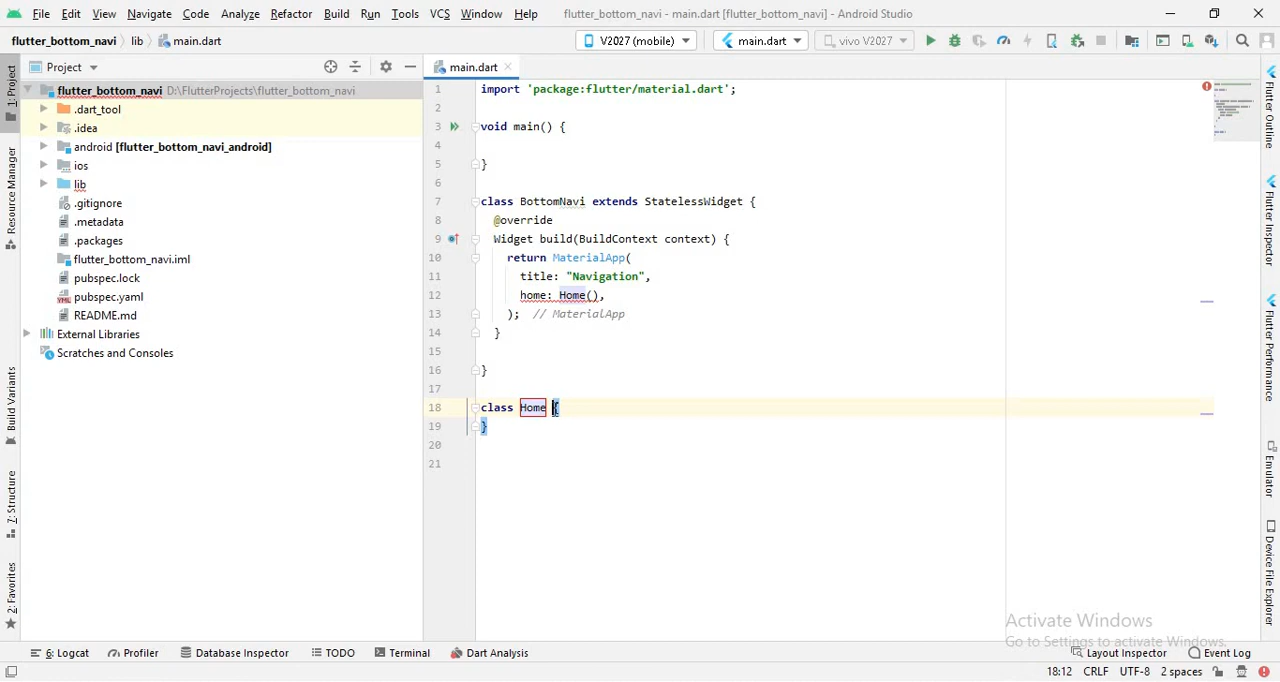 File Edit View Navigate Code Analyze Refactor Build Run Tools VCS Window Help flutter_bottom_navi - main.dart [flutter_bottom_navi] - Android Studio
flutter_bottom_navi lib main.dart V2027 (mobile) main.dart vivo V2027
Project main.dart
1: Project
Resource Manager
Build Variants
7: Structure
2: Favorites
flutter_bottom_navi D:\FlutterProjects\flutter_bottom_navi
.dart_tool
.idea
android [flutter_bottom_navi_android]
ios
lib
.gitignore
.metadata
.packages
flutter_bottom_navi.iml
pubspec.lock
pubspec.yaml
README.md
External Libraries
Scratches and Consoles
1 import 'package:flutter/material.dart';
2
3 void main() {
4
5 }
6
7 class BottomNavi extends StatelessWidget {
8 @override
9 Widget build(BuildContext context) {
10 return MaterialApp(
11 title: "Navigation",
12 home: Home(),
13 ); // MaterialApp
14 }
15
16 }
17
18 class Home {
19 }
20
21
Flutter Outline
Flutter Inspector
Flutter Performance
Emulator
Device File Explorer
Activate Windows
Go to Settings to activate Windows.
6: Logcat Profiler Database Inspector TODO Terminal Dart Analysis Layout Inspector Event Log
18:12 CRLF UTF-8 2 spaces